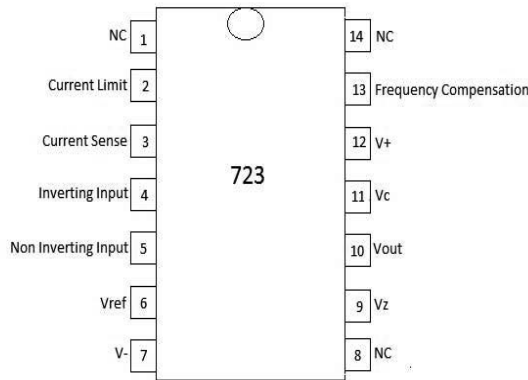 NC 1 14 NC
Current Limit 2 13 Frequency Compensation
Current Sense 3 12 V+
723
Inverting Input 4 11 Vc
Non Inverting Input 5 10 Vout
Vref 6 9 Vz
V- 7 8 NC